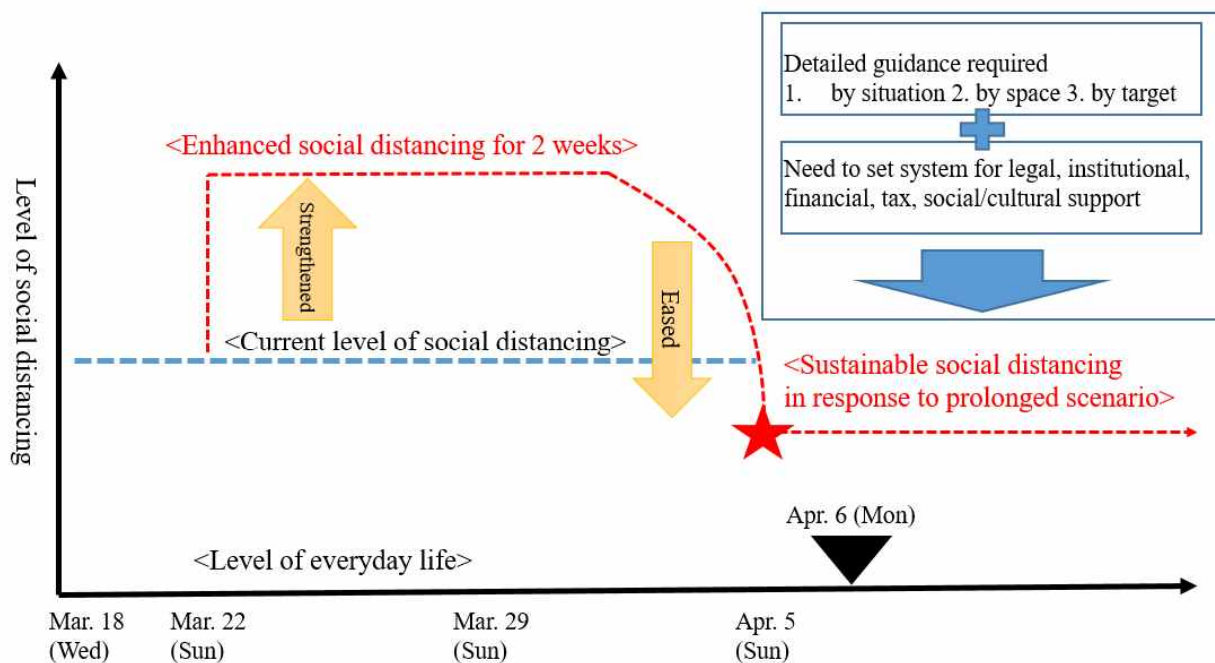 Detailed guidance required
1. by situation 2. by space 3. by target
Need to set system for legal, institutional,
financial, tax, social/cultural support
<Enhanced social distancing for 2 weeks>
Level of social distancing
Strengthened
Eased
<Current level of social distancing>
<Sustainable social distancing
in response to prolonged scenario>
Apr. 6 (Mon)
<Level of everyday life>
Mar. 18
(Wed)
Mar. 22
(Sun)
Mar. 29
(Sun)
Apr. 5
(Sun)